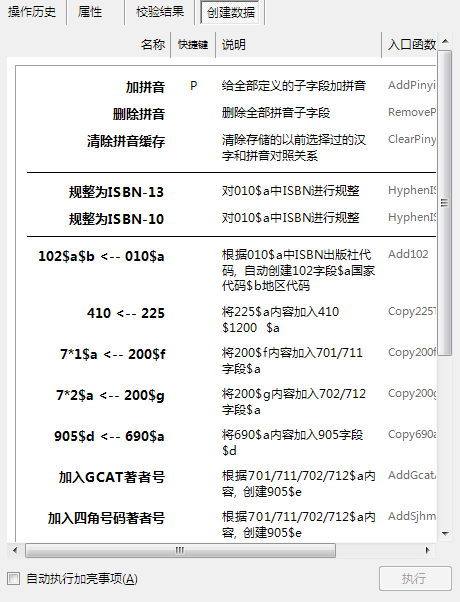 操作历史 属性 校验结果 创建数据
名称 快捷键 说明 入口函数
加拼音 P 给全部定义的子字段加拼音 AddPinyi
删除拼音 删除全部拼音子字段 RemoveP
清除拼音缓存 清除存储的以前选择过的汉 ClearPiny
字和拼音对照关系
规整为ISBN-13 对010$a中ISBN进行规整 HyphenIS
规整为ISBN-10 对010$a中ISBN进行规整 HyphenIS
102$a$b <-- 010$a 根据010$a中ISBN出版社代 Add102
码, 自动创建102字段$a国家
代码$b地区代码
410 <-- 225 将225$a内容加入410 Copy225T
$1200 $a
7*1$a <-- 200$f 将200$f内容加入701/711 Copy200f
字段$a
7*2$a <-- 200$g 将200$g内容加入702/712 Copy200g
字段$a
905$d <-- 690$a 将690$a内容加入905字段 Copy690a
$d
加入GCAT著者号 根据701/711/702/712$a内 AddGcat
容, 创建905$e
加入四角号码著者号 根据701/711/702/712$a内 AddSjhm
容, 创建905$e
自动执行加亮事项(A) 执行